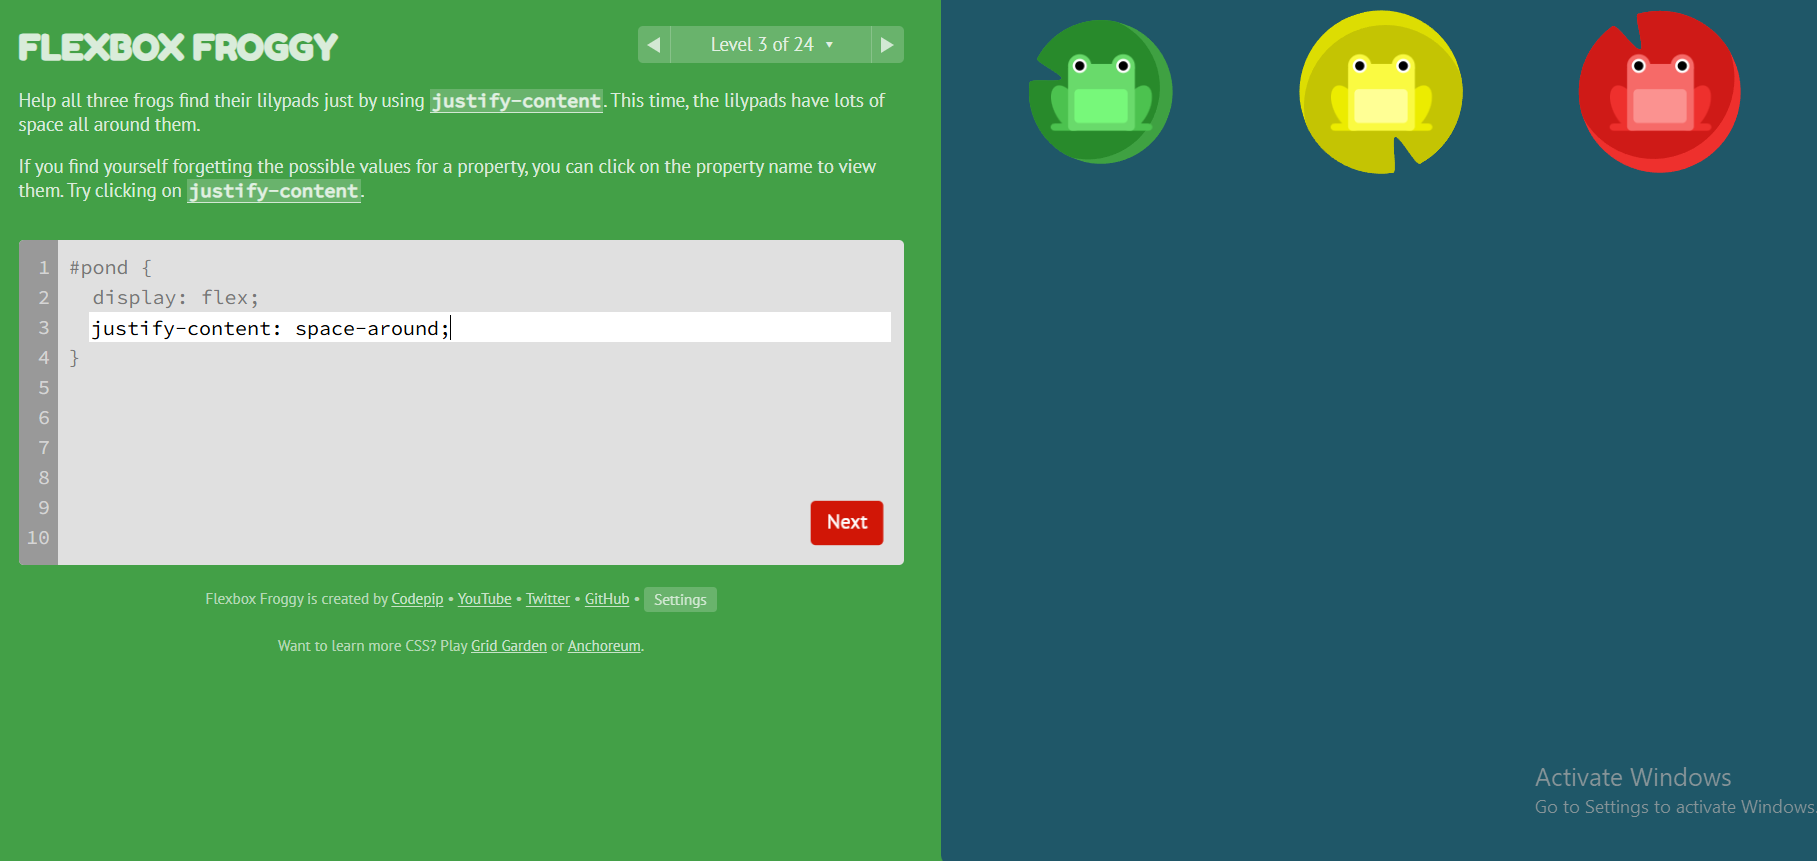 FLEXBOX FROGGY
Level 3 of 24
Help all three frogs find their lilypads just by using justify-content. This time, the lilypads have lots of
space all around them.
If you find yourself forgetting the possible values for a property, you can click on the property name to view
them. Try clicking on justify-content.
1 #pond {
2 display: flex;
3 justify-content: space-around;
4 }
5
6
7
8
9
10
Next
Flexbox Froggy is created by Codepip • YouTube • Twitter • GitHub • Settings
Want to learn more CSS? Play Grid Garden or Anchoreum.
Activate Windows
Go to Settings to activate Windows.